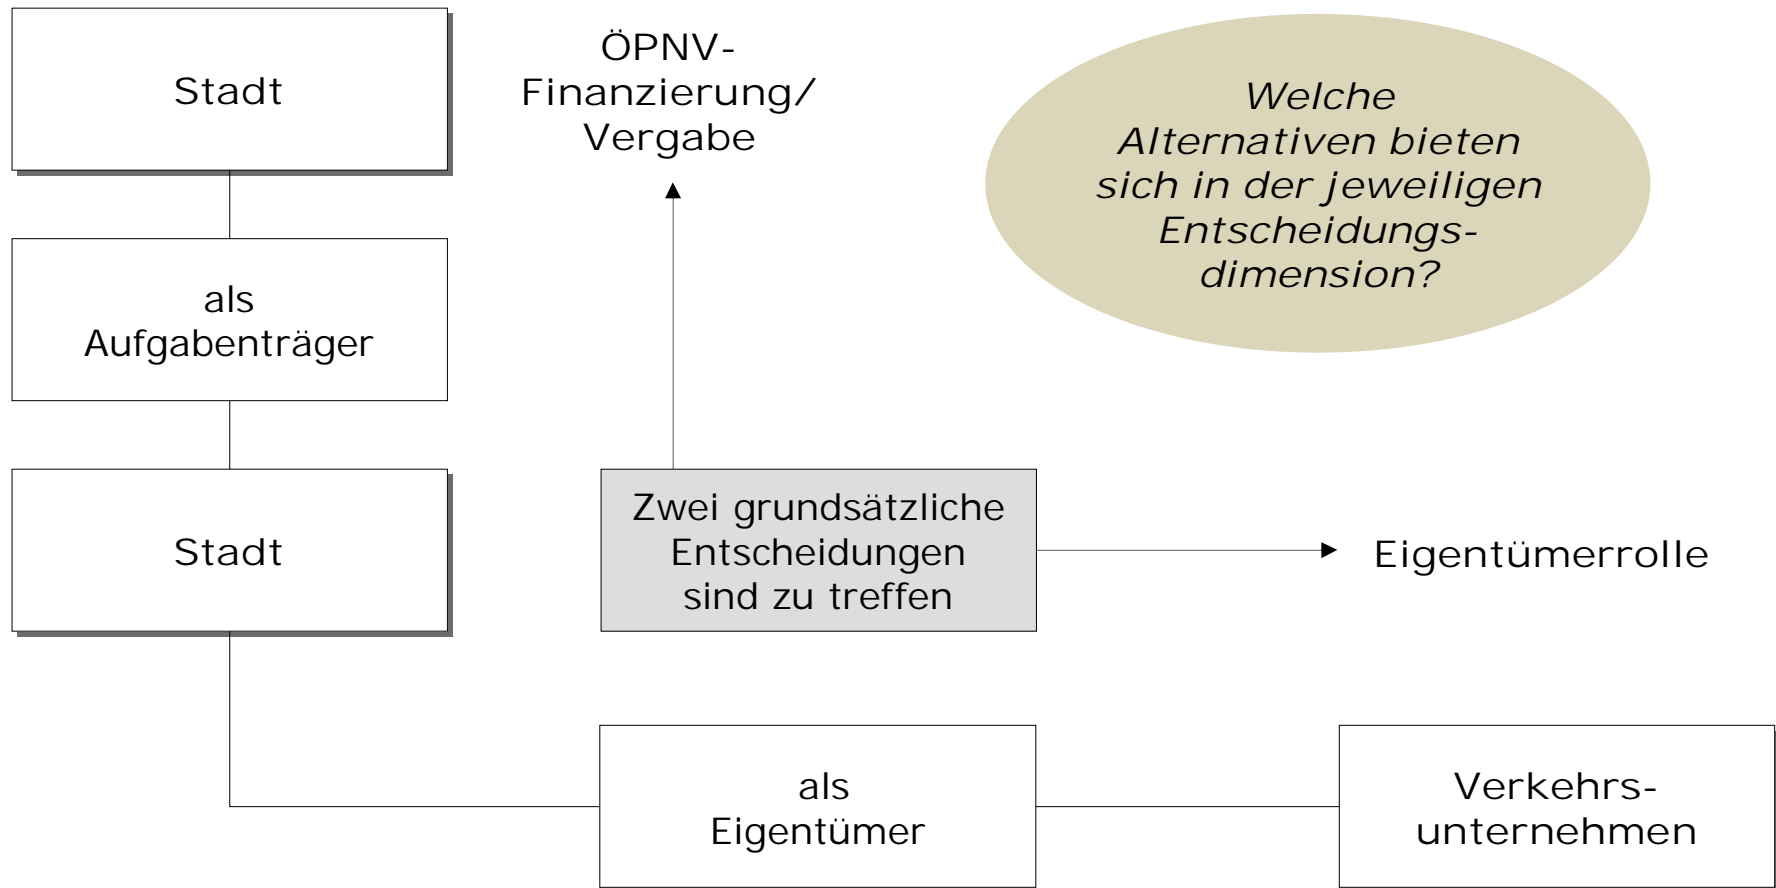 Stadt
ÖPNV-
Finanzierung/
Vergabe
Welche
Alternativen bieten
sich in der jeweiligen
Entscheidungs-
dimension?
als
Aufgabenträger
Stadt
Zwei grundsätzliche
Entscheidungen
sind zu treffen
Eigentümerrolle
als
Eigentümer
Verkehrs-
unternehmen